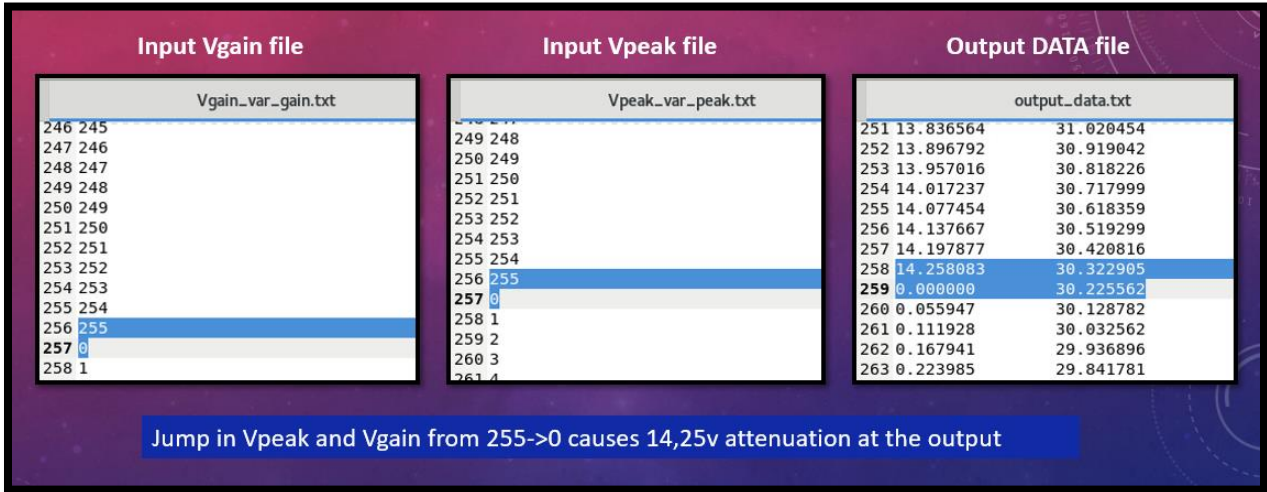 Input Vgain file
Input Vpeak file
Output DATA file
Vgain_var_gain.txt
246 245
247 246
248 247
249 248
250 249
251 250
252 251
253 252
254 253
255 254
256 255
257 0
258 1
Vpeak_var_peak.txt
249 248
250 249
251 250
252 251
253 252
254 253
255 254
256 255
257 0
258 1
259 2
260 3
261 4
output_data.txt
251 13.836564 31.020454
252 13.896792 30.919042
253 13.957016 30.818226
254 14.017237 30.717999
255 14.077454 30.618359
256 14.137667 30.519299
257 14.197877 30.420816
258 14.258083 30.322905
259 0.000000 30.225562
260 0.055947 30.128782
261 0.111928 30.032562
262 0.167941 29.936896
263 0.223985 29.841781
Jump in Vpeak and Vgain from 255->0 causes 14,25v attenuation at the output